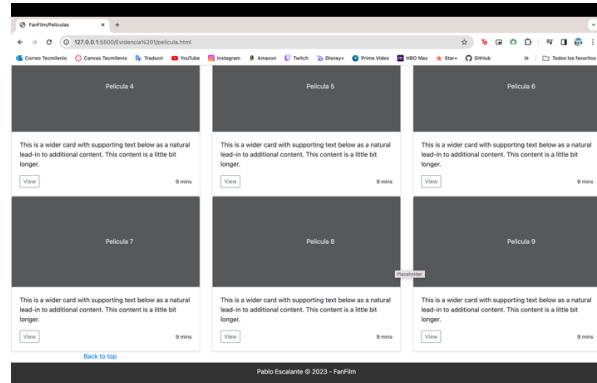 FanFilm/Peliculas
127.0.0.1:5500/Evidencia%201/pelicula.html
Correo Tecmilenio Canvas Tecmilenio Traducir YouTube Instagram Amazon Twitch Disney+ Prime Video HBO Max Star+ GitHub Todos los favoritos
Pelicula 4 Pelicula 5 Pelicula 6
This is a wider card with supporting text below as a natural
lead-in to additional content. This content is a little bit
longer.
View 9 mins
This is a wider card with supporting text below as a natural
lead-in to additional content. This content is a little bit
longer.
View 9 mins
This is a wider card with supporting text below as a natural
lead-in to additional content. This content is a little bit
longer.
View 9 mins
Pelicula 7 Pelicula 8 Pelicula 9
Placeholder
This is a wider card with supporting text below as a natural
lead-in to additional content. This content is a little bit
longer.
View 9 mins
This is a wider card with supporting text below as a natural
lead-in to additional content. This content is a little bit
longer.
View 9 mins
This is a wider card with supporting text below as a natural
lead-in to additional content. This content is a little bit
longer.
View 9 mins
Back to top
Pablo Escalante © 2023 - FanFilm